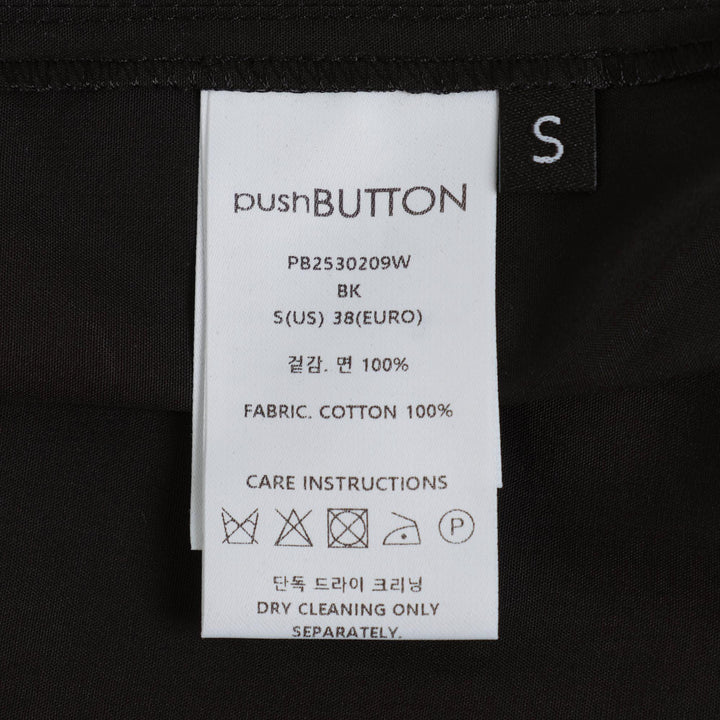 S
pushBUTTON
PB2530209W
BK
S(US) 38(EURO)
겉감. 면 100%
FABRIC. COTTON 100%
CARE INSTRUCTIONS
P
단독 드라이 크리닝
DRY CLEANING ONLY
SEPARATELY.